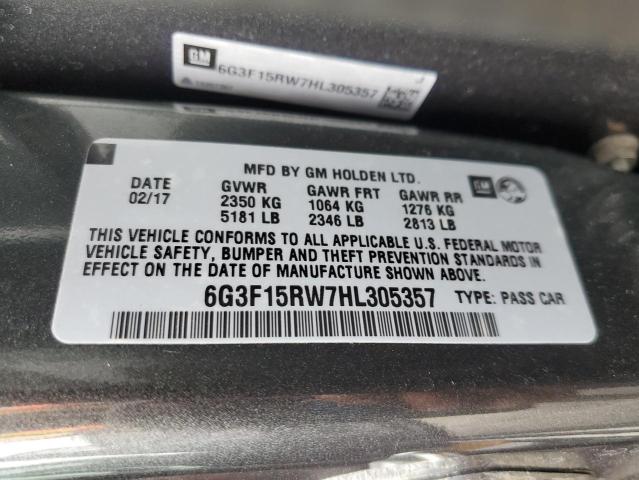 GM
6G3F15RW7HL305357
MFD BY GM HOLDEN LTD.
DATE GVWR GAWR FRT GAWR RR GM
02/17 2350 KG 1064 KG 1276 KG
5181 LB 2346 LB 2813 LB
THIS VEHICLE CONFORMS TO ALL APPLICABLE U.S. FEDERAL MOTOR
VEHICLE SAFETY, BUMPER AND THEFT PREVENTION STANDARDS IN
EFFECT ON THE DATE OF MANUFACTURE SHOWN ABOVE.
6G3F15RW7HL305357 TYPE: PASS CAR